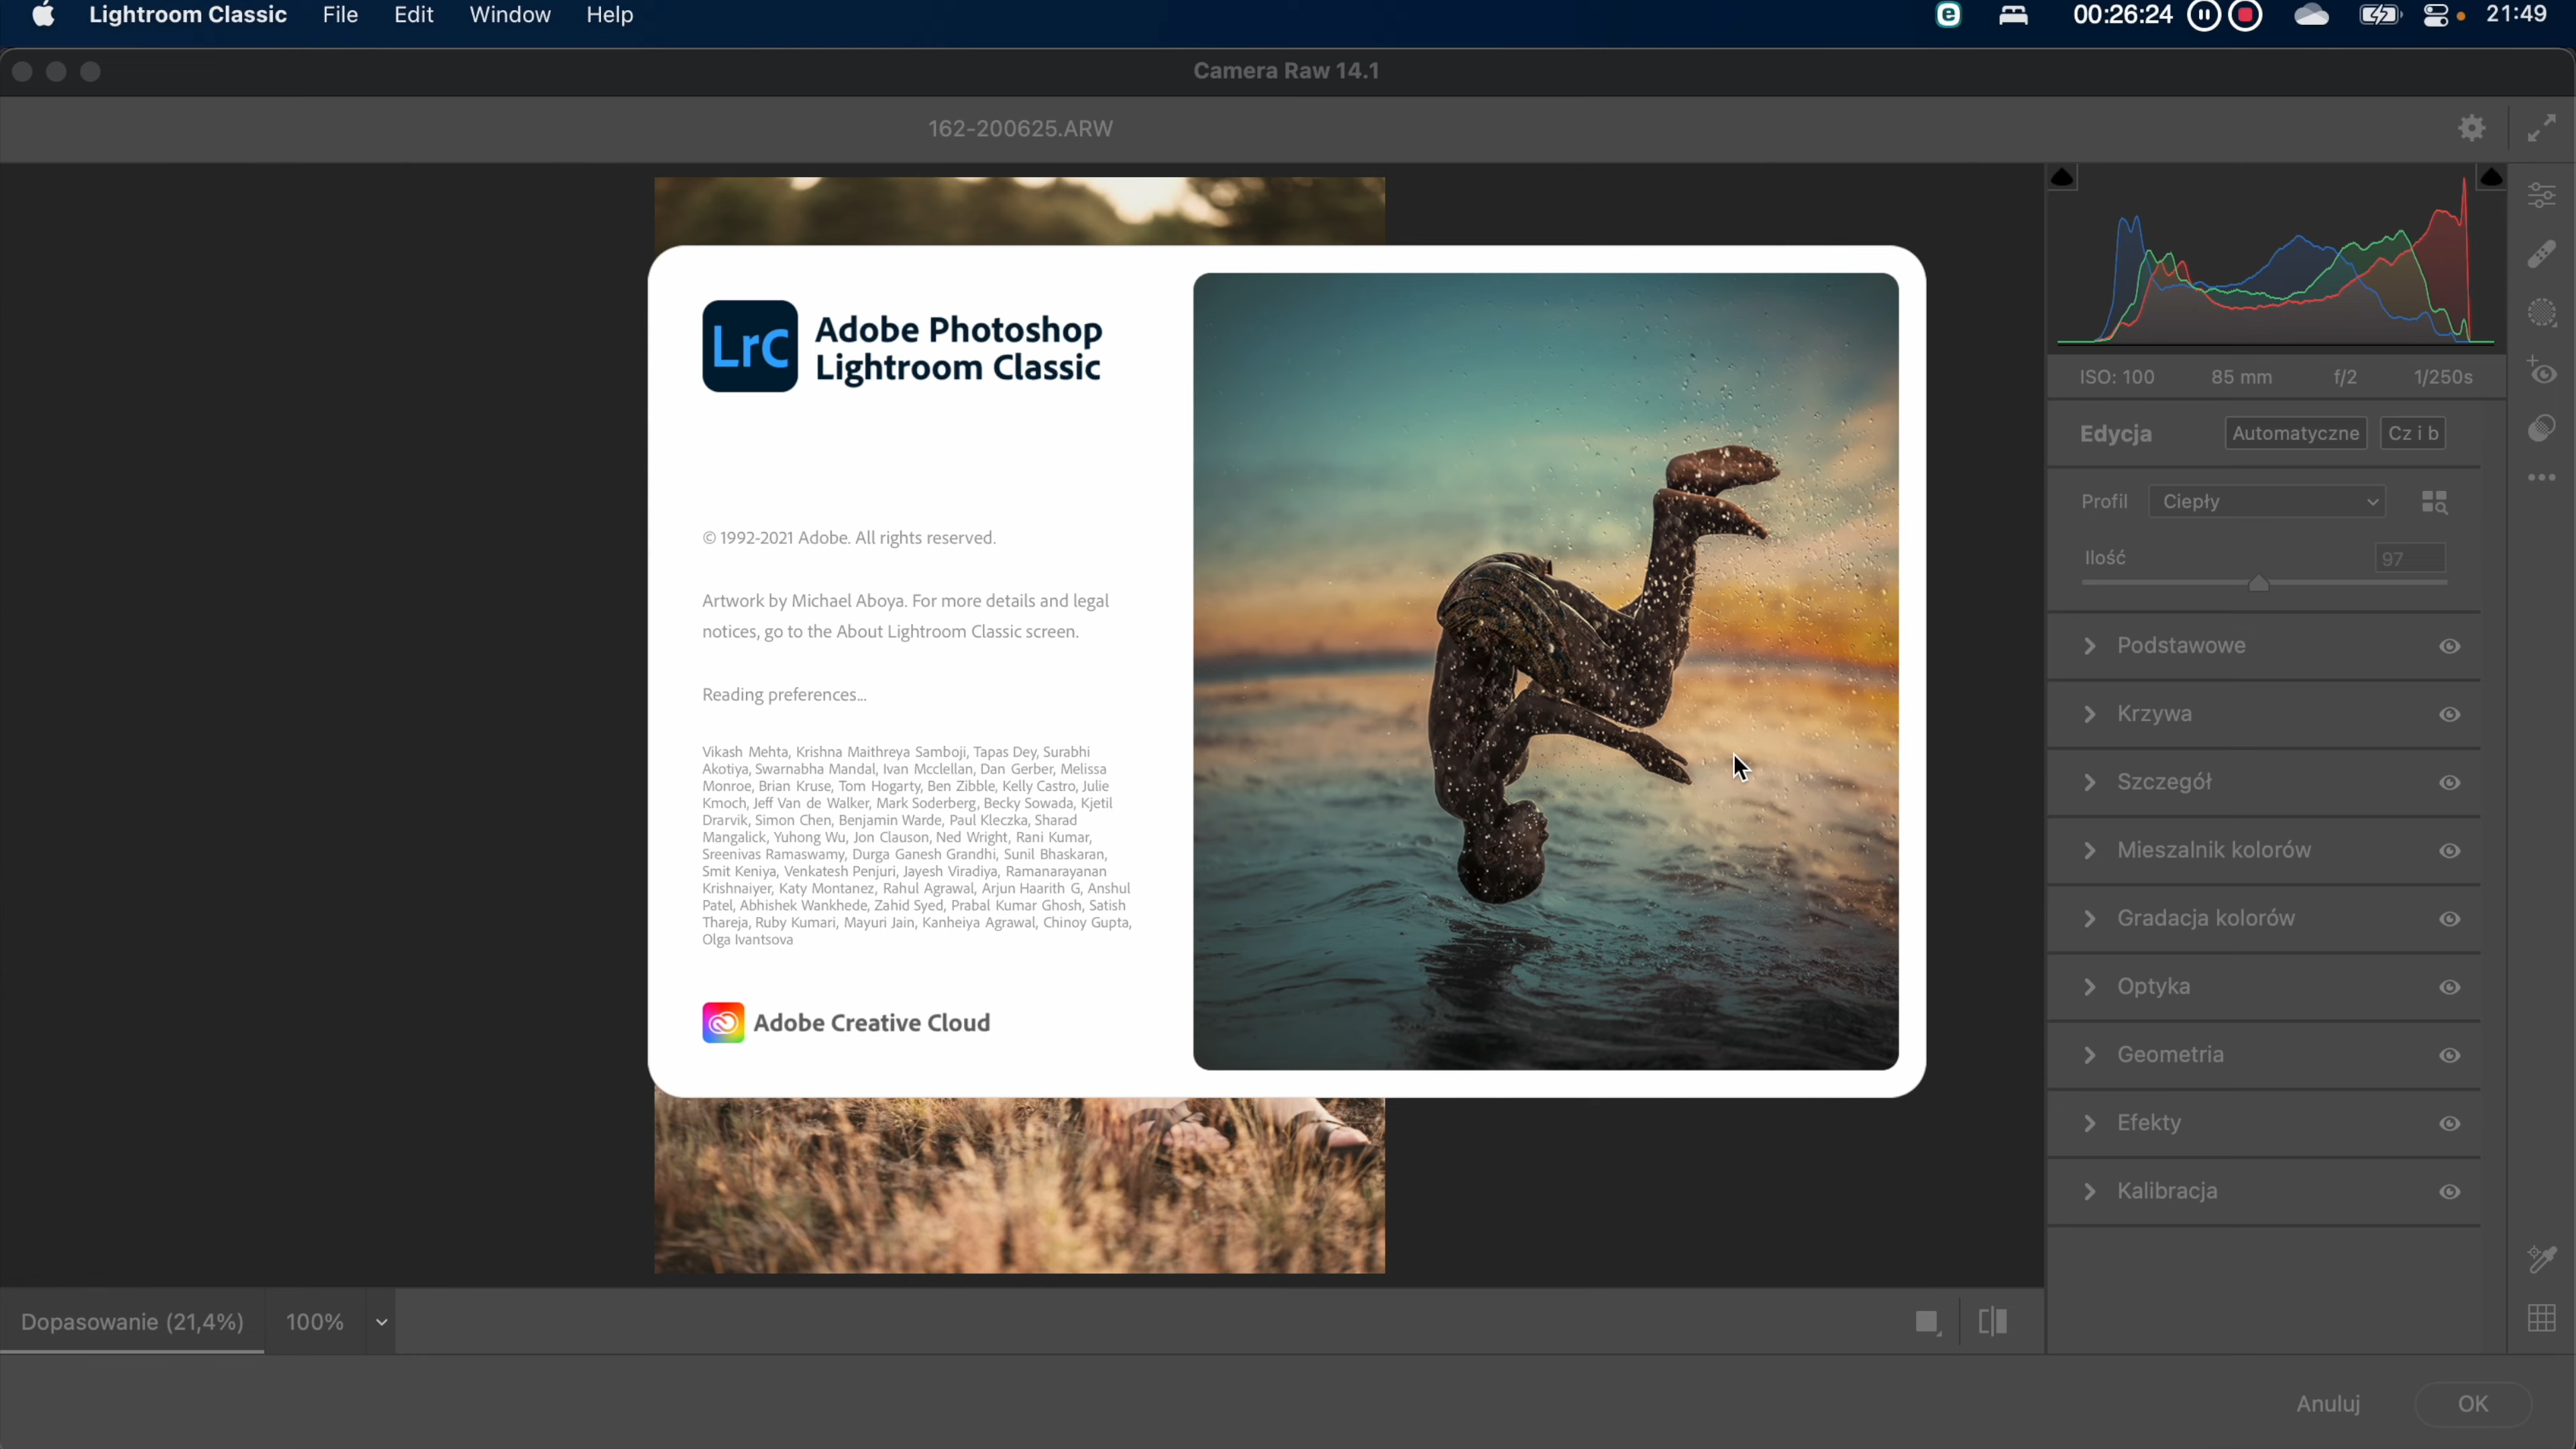 Lightroom Classic File Edit Window Help
00:26:24
21:49
Camera Raw 14.1
162-200625.ARW
LrC
Adobe Photoshop
Lightroom Classic
© 1992-2021 Adobe. All rights reserved.
Artwork by Michael Aboya. For more details and legal
notices, go to the About Lightroom Classic screen.
Reading preferences...
Vikash Mehta, Krishna Maithreya Samboji, Tapas Dey, Surabhi
Akotiya, Swarnabha Mandal, Ivan Mcclellan, Dan Gerber, Melissa
Monroe, Brian Kruse, Tom Hogarty, Ben Zibble, Kelly Castro, Julie
Kmoch, Jeff Van de Walker, Mark Soderberg, Becky Sowada, Kjetil
Drarvik, Simon Chen, Benjamin Warde, Paul Kleczka, Sharad
Mangalick, Yuhong Wu, Jon Clauson, Ned Wright, Rani Kumar,
Sreenivas Ramaswamy, Durga Ganesh Grandhi, Sunil Bhaskaran,
Smit Keniya, Venkatesh Penjuri, Jayesh Viradiya, Ramanarayanan
Krishnaiyer, Katy Montanez, Rahul Agrawal, Arjun Haarith G, Anshul
Patel, Abhishek Wankhede, Zahid Syed, Prabal Kumar Ghosh, Satish
Thareja, Ruby Kumari, Mayuri Jain, Kanheiya Agrawal, Chinoy Gupta,
Olga Ivantsova
Adobe Creative Cloud
ISO: 100 85 mm f/2 1/250s
Edycja Automatyczne Cz i b
Profil Ciepły
Ilość 97
Podstawowe
Krzywa
Szczegół
Mieszalnik kolorów
Gradacja kolorów
Optyka
Geometria
Efekty
Kalibracja
Dopasowanie (21,4%) 100%
Anuluj OK